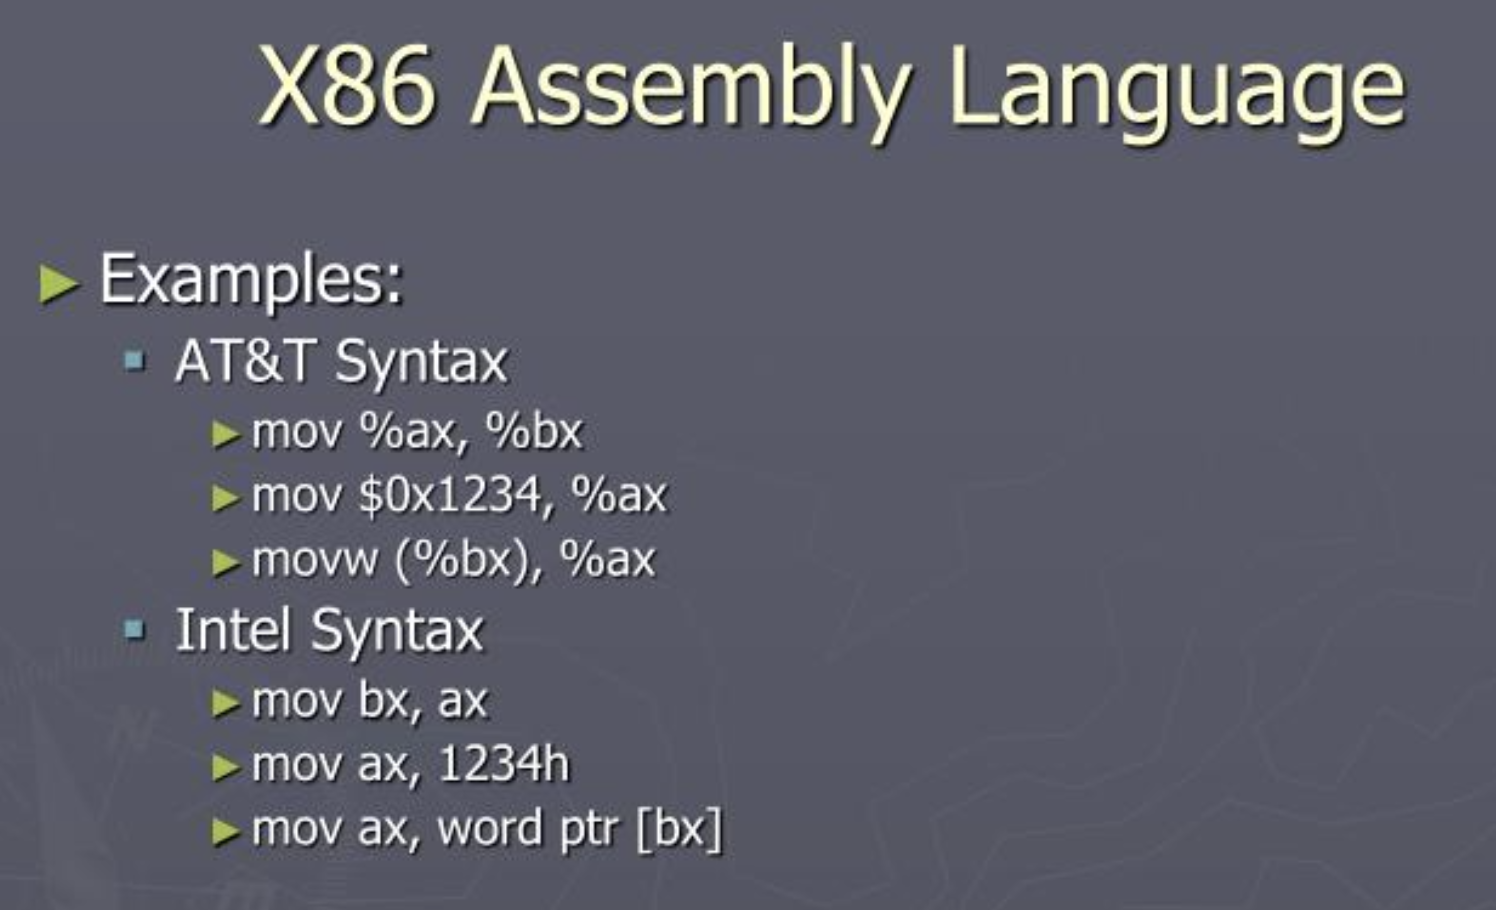 X86 Assembly Language
Examples:
AT&T Syntax
mov %ax, %bx
mov $0x1234, %ax
movw (%bx), %ax
Intel Syntax
mov bx, ax
mov ax, 1234h
mov ax, word ptr [bx]